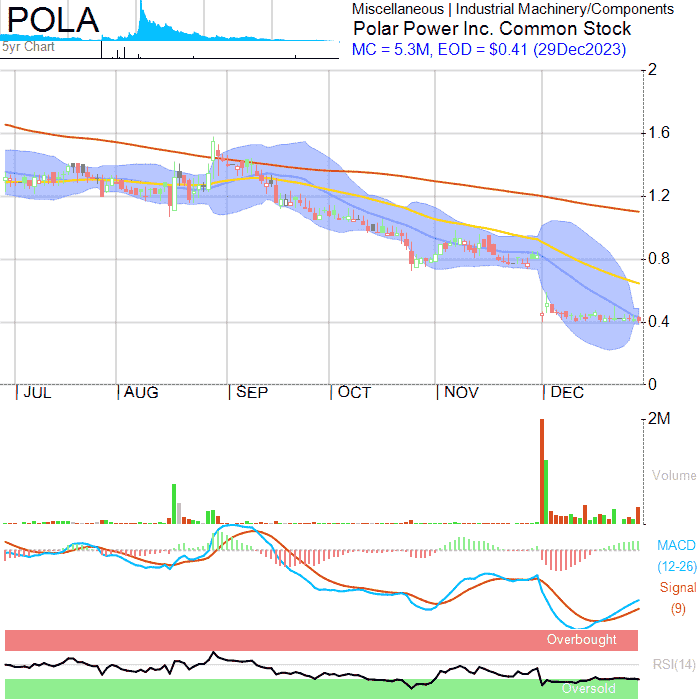 POLA
5yr Chart
Miscellaneous | Industrial Machinery/Components
Polar Power Inc. Common Stock
MC = 5.3M, EOD = $0.41 (29Dec2023)
2
1.6
1.2
0.8
0.4
0
JUL AUG SEP OCT NOV DEC
2M
Volume
MACD
(12-26)
Signal
(9)
Overbought
RSI(14)
Oversold